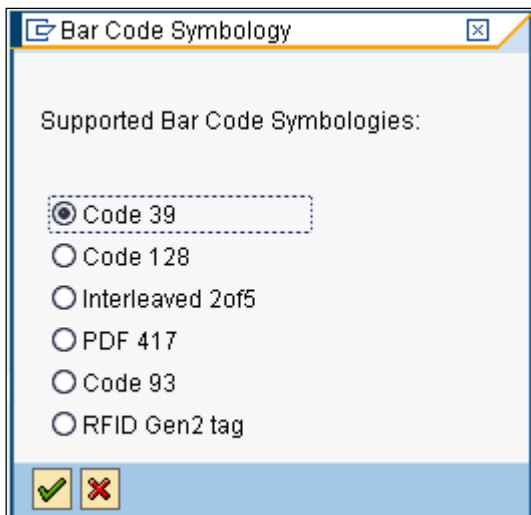 Bar Code Symbology
Supported Bar Code Symbologies:
Code 39
Code 128
Interleaved 2of5
PDF 417
Code 93
RFID Gen2 tag